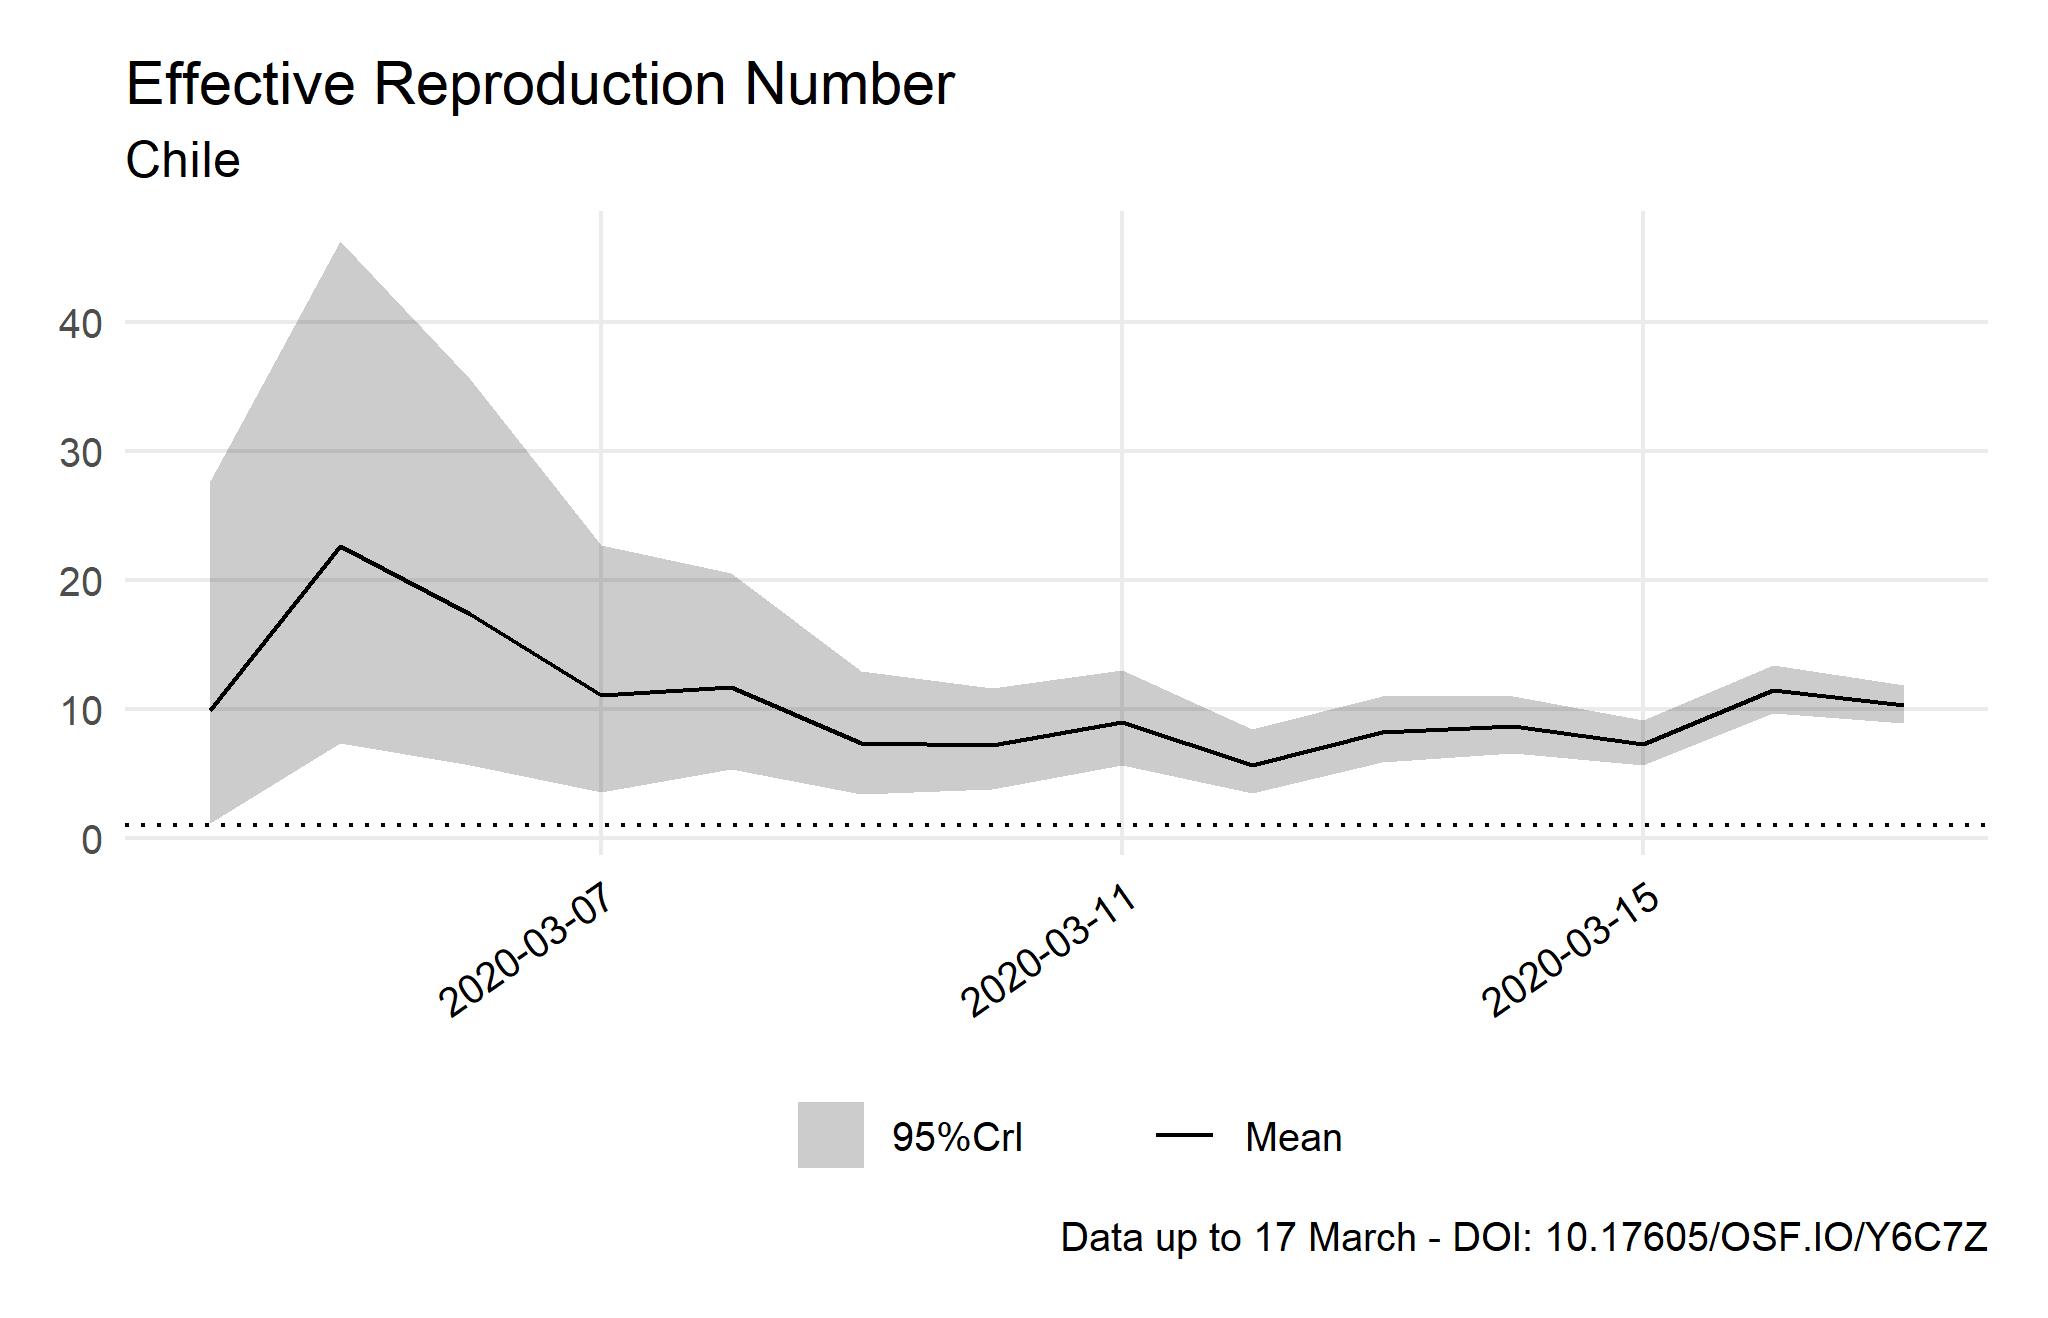 Effective Reproduction Number
Chile
40
30
20
10
0
2020-03-07
2020-03-11
2020-03-15
95%CrI
Mean
Data up to 17 March - DOI: 10.17605/OSF.IO/Y6C7Z